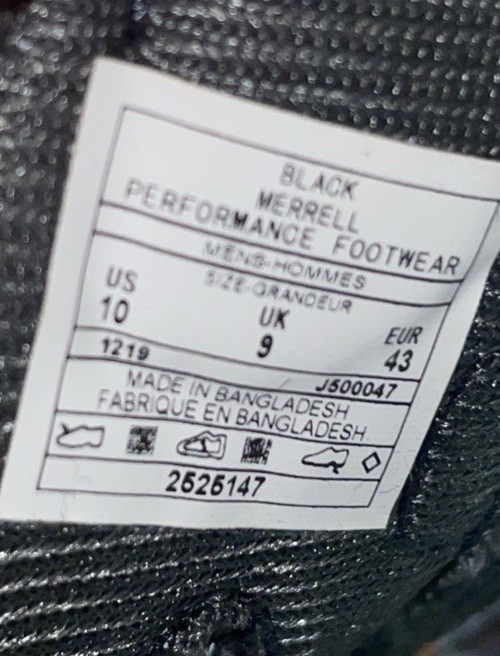 BLACK
MERRELL
PERFORMANCE FOOTWEAR
MENS-HOMMES
SIZE-GRANDEUR
US UK EUR
10 9 43
1219 J500047
MADE IN BANGLADESH
FABRIQUE EN BANGLADESH
2525147